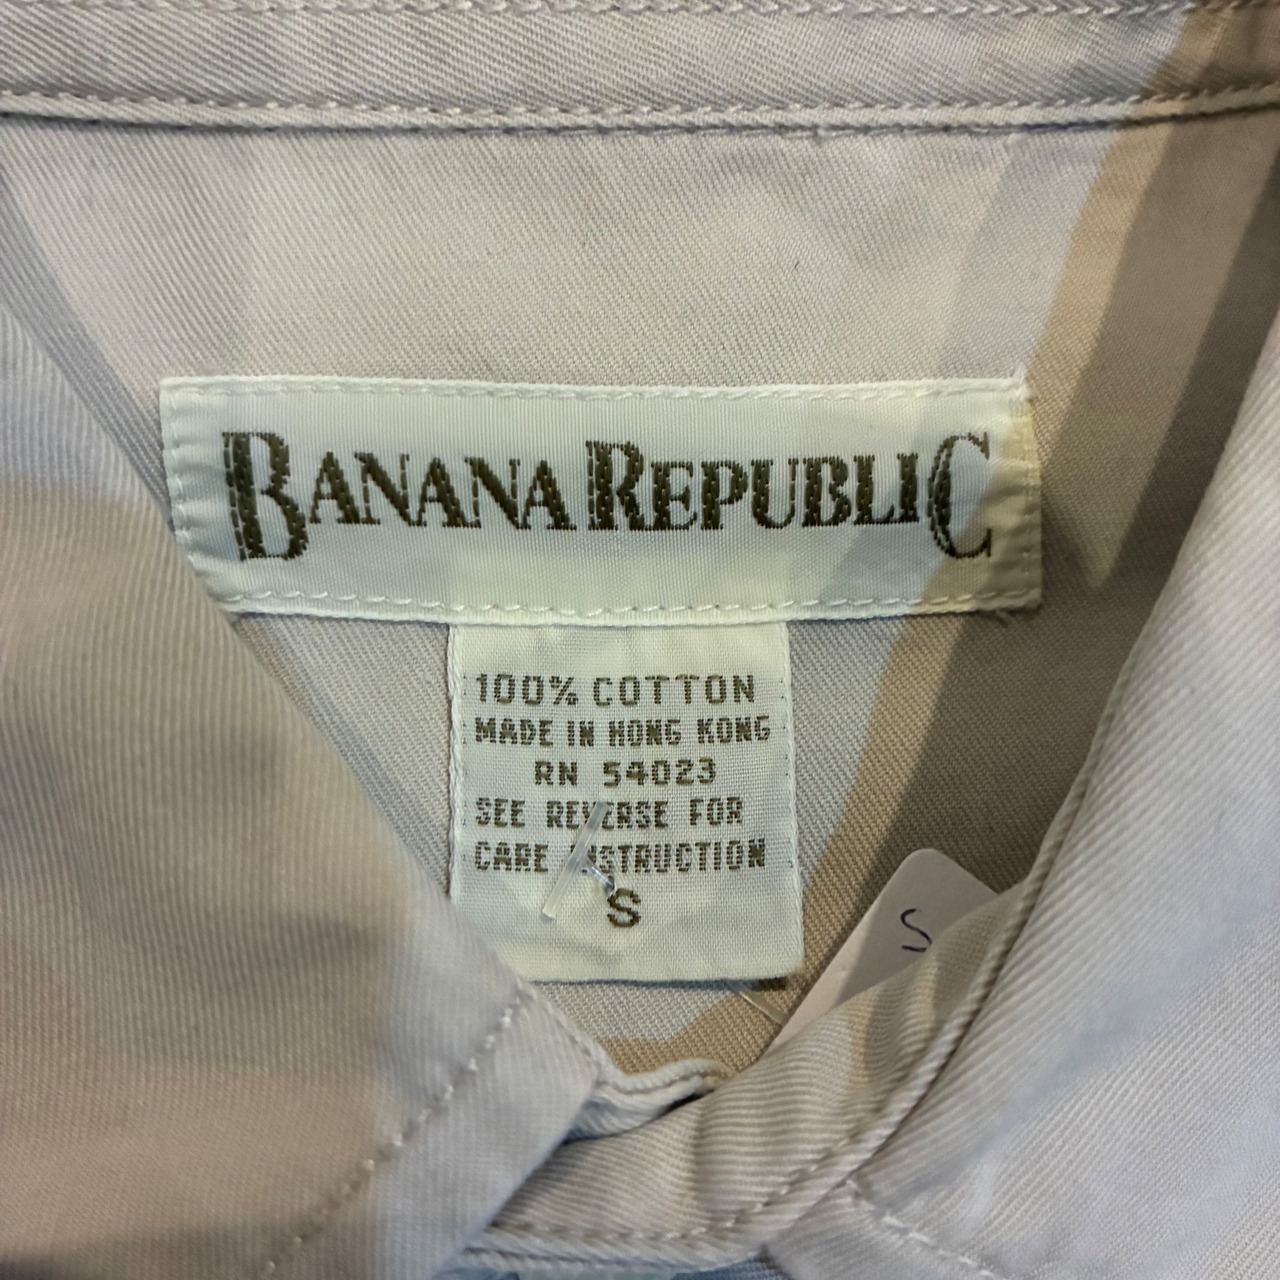 BANANA REPUBLIC
100% COTTON
MADE IN HONG KONG
RN 54023
SEE REVERSE FOR
CARE INSTRUCTION
S
S